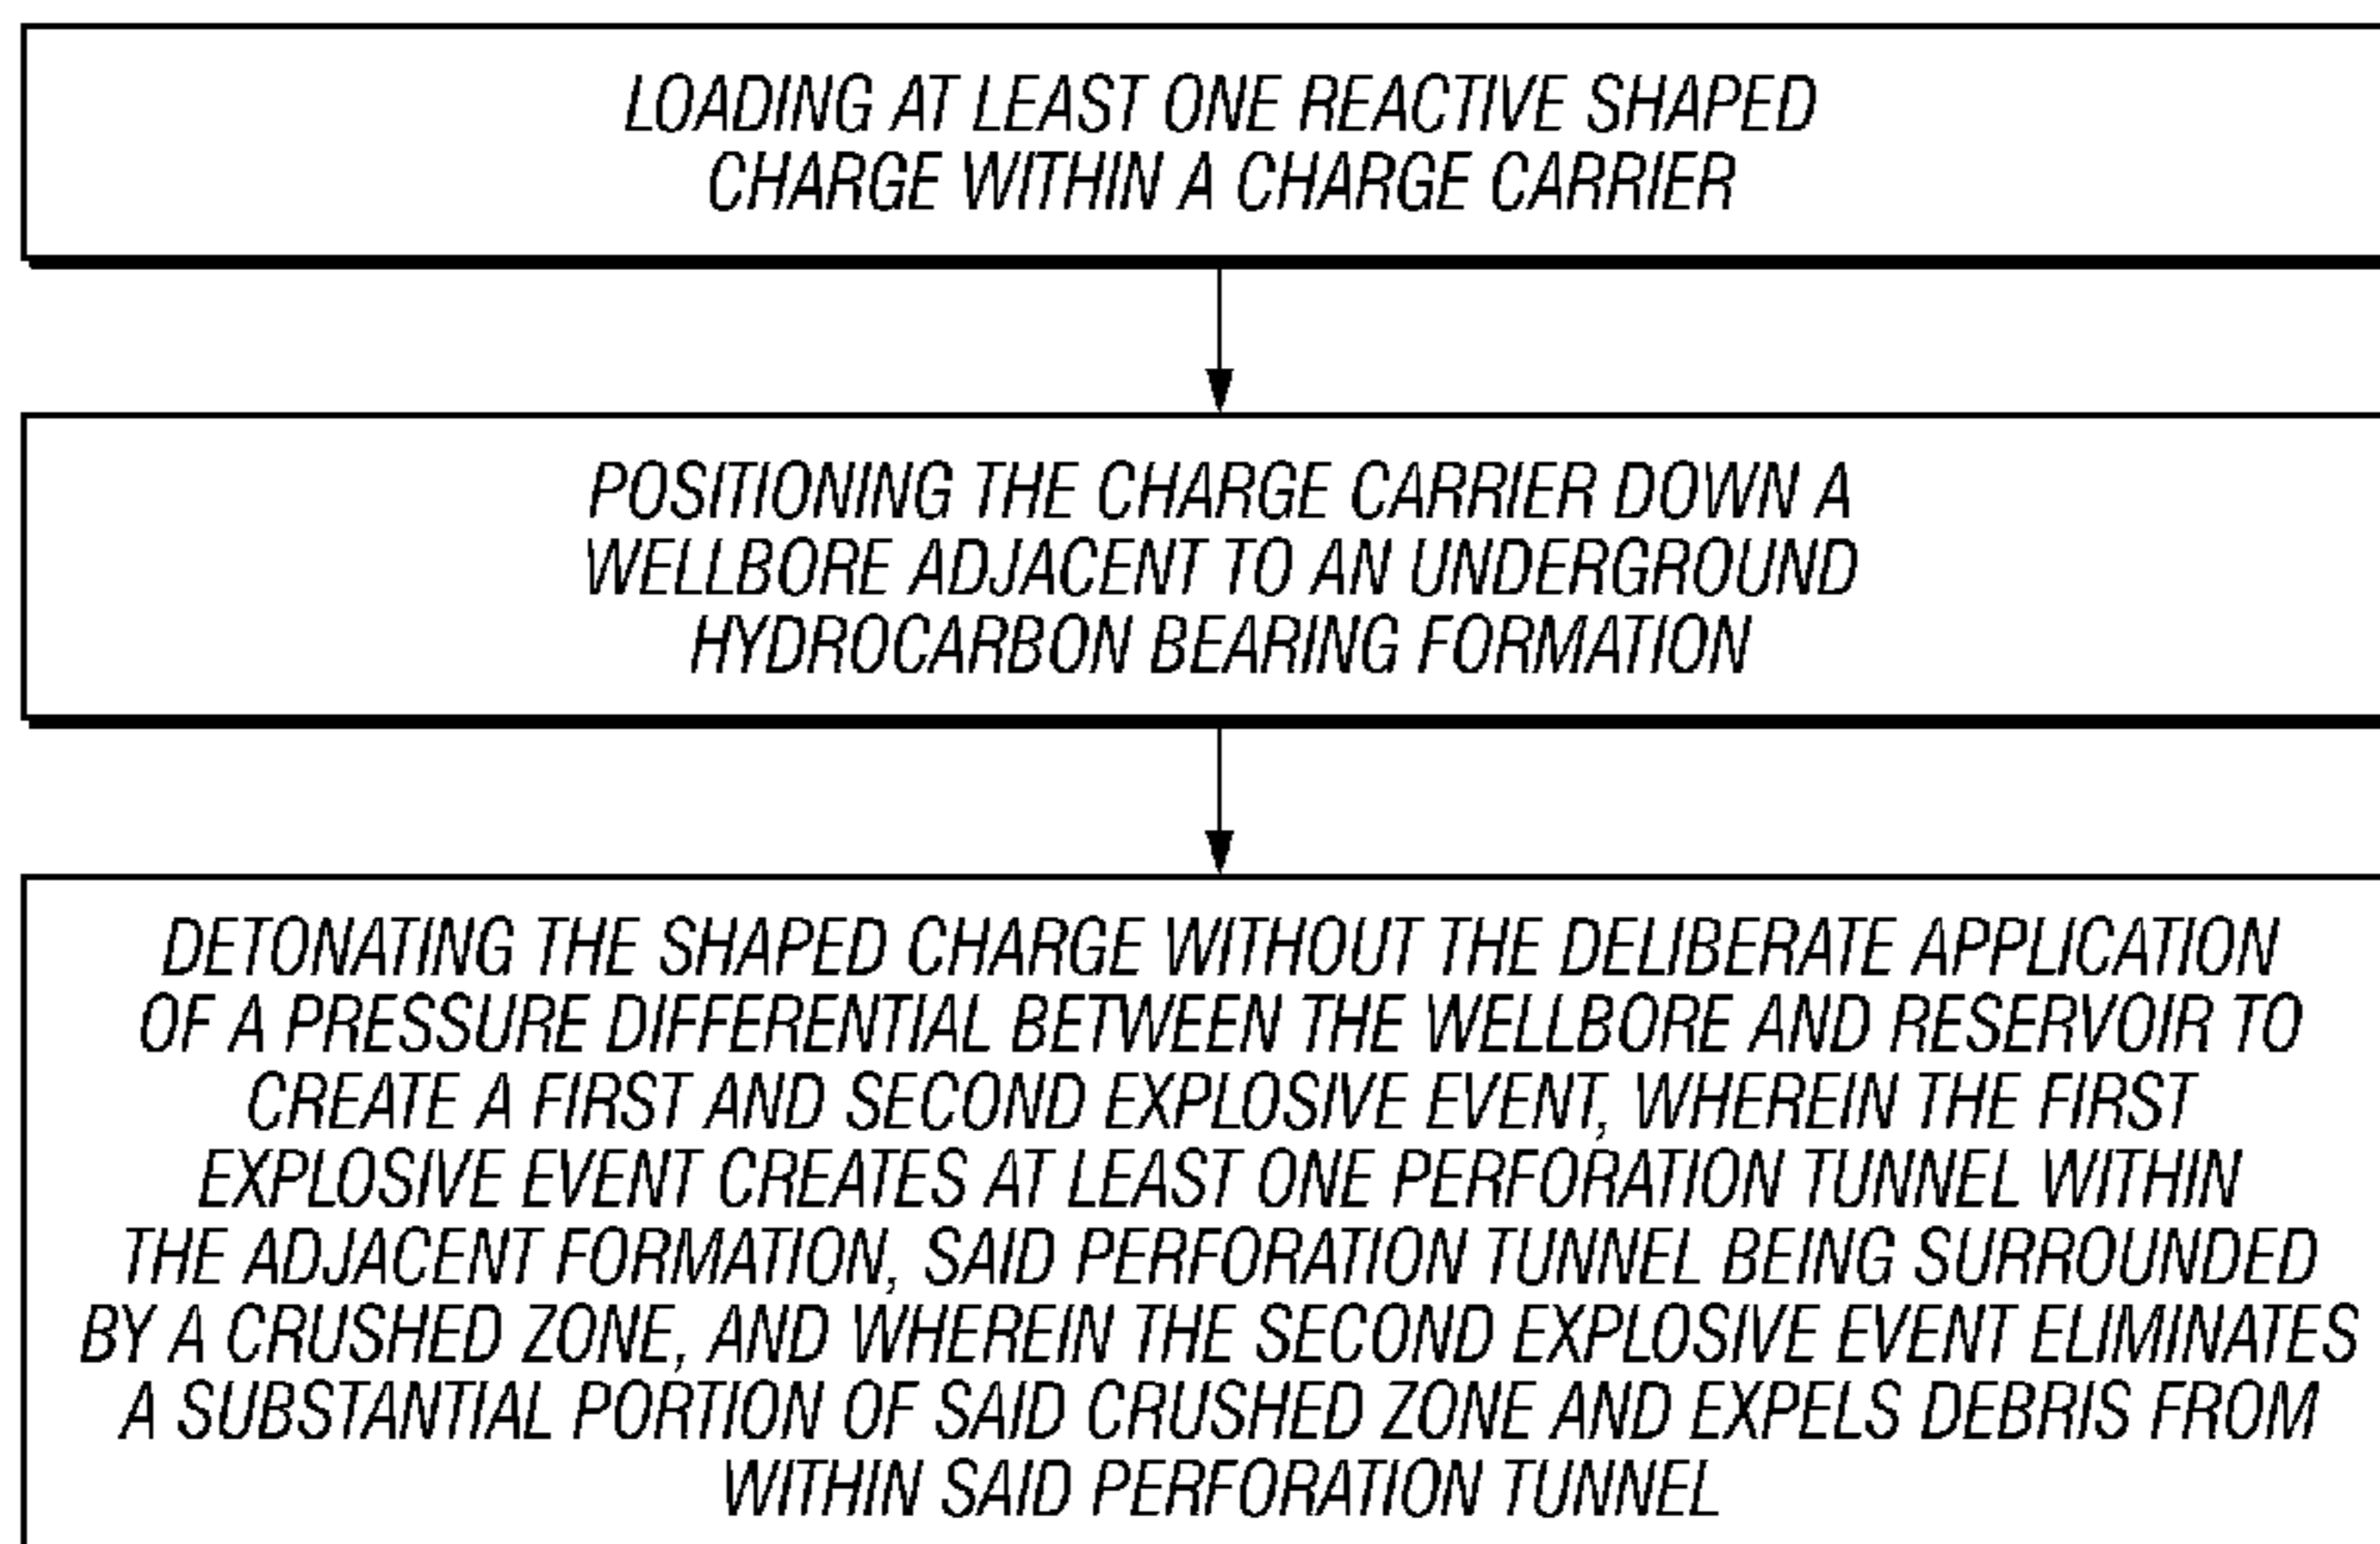 LOADING AT LEAST ONE REACTIVE SHAPED
CHARGE WITHIN A CHARGE CARRIER
POSITIONING THE CHARGE CARRIER DOWN A
WELLBORE ADJACENT TO AN UNDERGROUND
HYDROCARBON BEARING FORMATION
DETONATING THE SHAPED CHARGE WITHOUT THE DELIBERATE APPLICATION
OF A PRESSURE DIFFERENTIAL BETWEEN THE WELLBORE AND RESERVOIR TO
CREATE A FIRST AND SECOND EXPLOSIVE EVENT, WHEREIN THE FIRST
EXPLOSIVE EVENT CREATES AT LEAST ONE PERFORATION TUNNEL WITHIN
THE ADJACENT FORMATION, SAID PERFORATION TUNNEL BEING SURROUNDED
BY A CRUSHED ZONE, AND WHEREIN THE SECOND EXPLOSIVE EVENT ELIMINATES
A SUBSTANTIAL PORTION OF SAID CRUSHED ZONE AND EXPELS DEBRIS FROM
WITHIN SAID PERFORATION TUNNEL